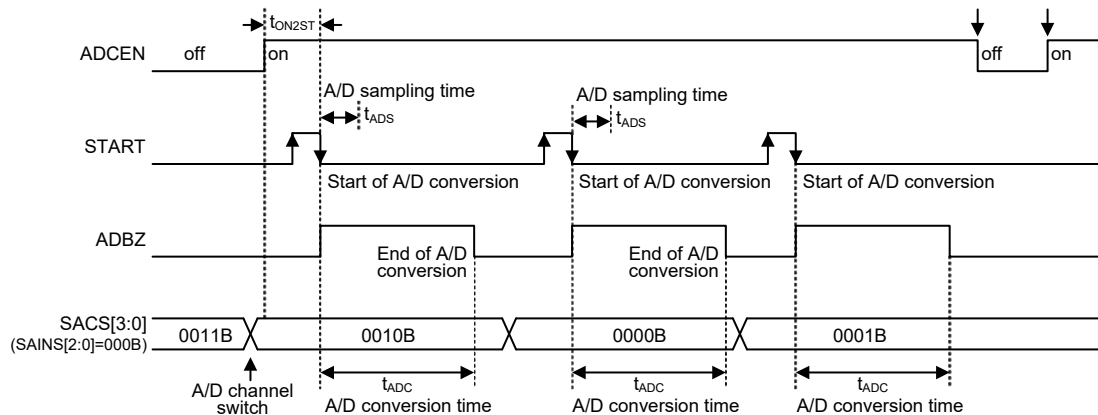 tON2ST
ADCEN
off
on
off
on
A/D sampling time
tADS
A/D sampling time
tADS
START
Start of A/D conversion
Start of A/D conversion
Start of A/D conversion
ADBZ
End of A/D
conversion
End of A/D
conversion
SACS[3:0]
(SAINS[2:0]=000B)
0011B
0010B
0000B
0001B
A/D channel
switch
tADC
A/D conversion time
tADC
A/D conversion time
tADC
A/D conversion time